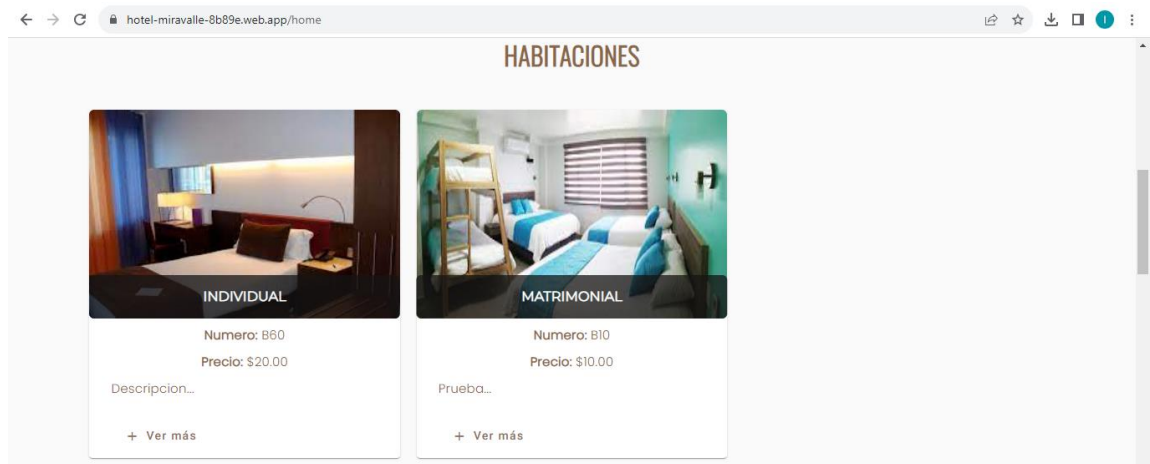 hotel-miravalle-8b89e.web.app/home
I
HABITACIONES
INDIVIDUAL
Numero: B60
Precio: $20.00
Descripcion...
+ Ver más
MATRIMONIAL
Numero: B10
Precio: $10.00
Prueba...
+ Ver más